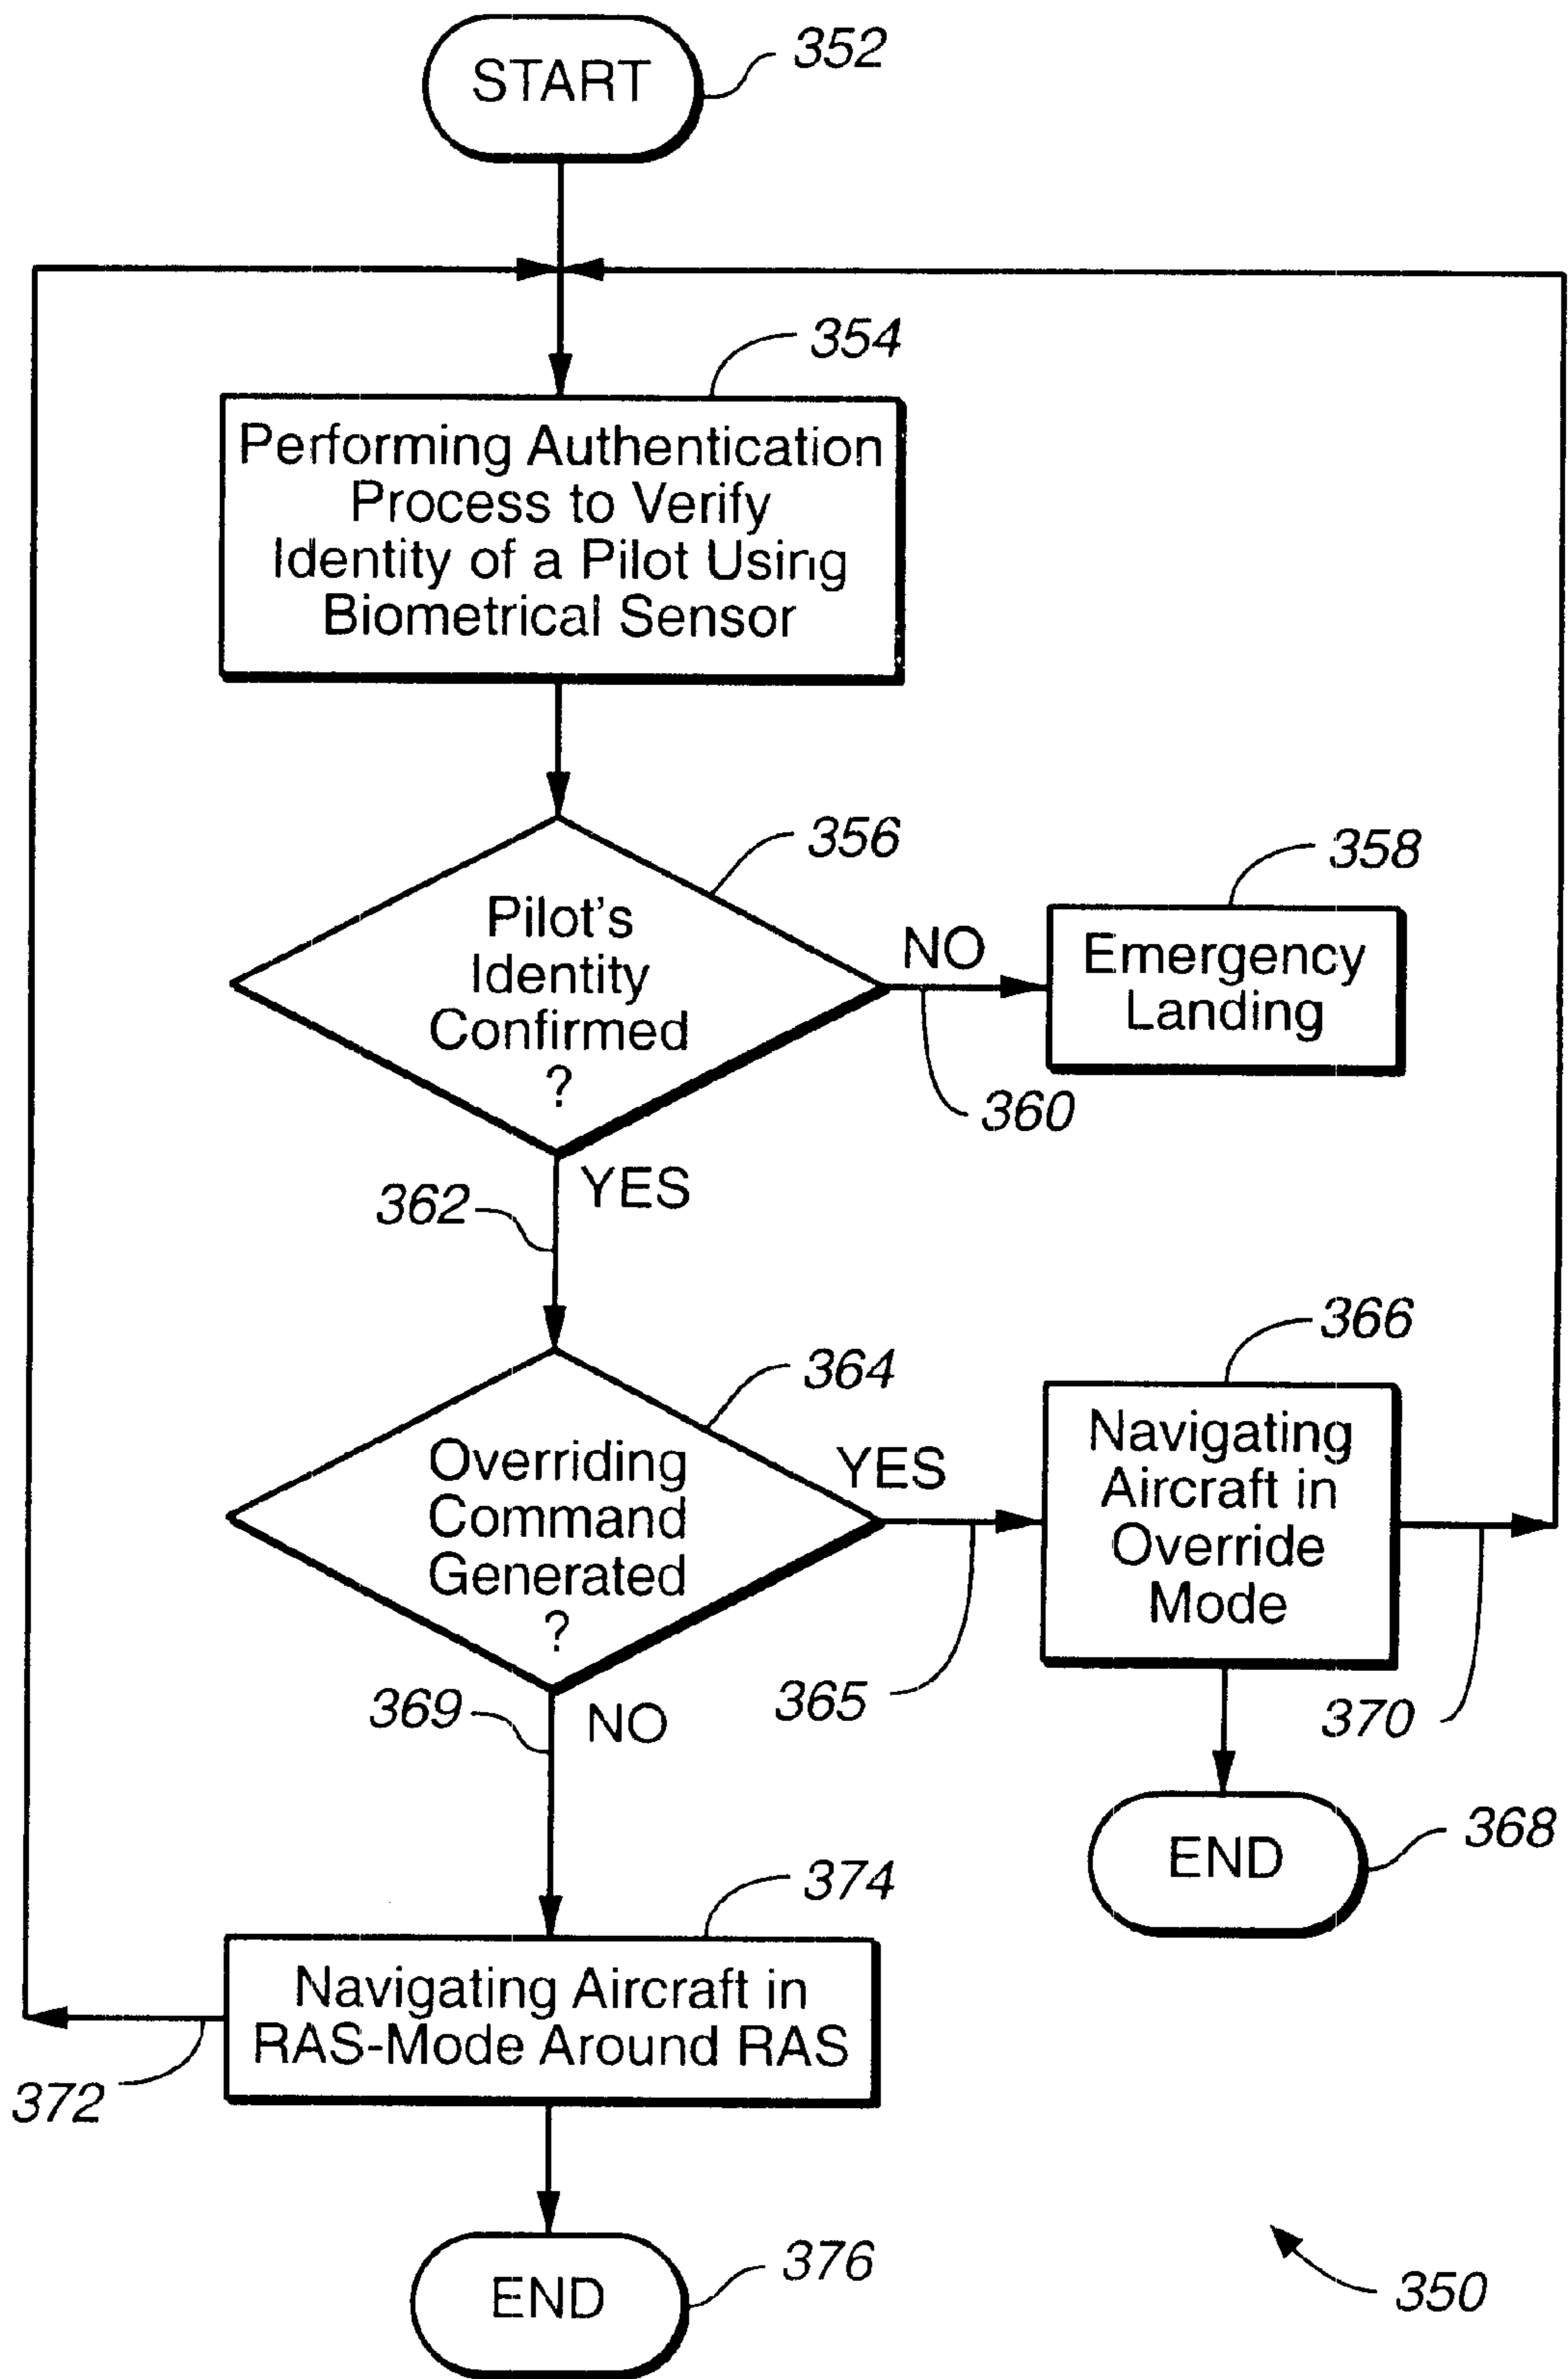 START
352
354
Performing Authentication
Process to Verify
Identity of a Pilot Using
Biometrical Sensor
356
Pilot's
Identity
Confirmed
?
NO
360
358
Emergency
Landing
YES
362
364
Overriding
Command
Generated
?
YES
365
366
Navigating
Aircraft in
Override
Mode
370
368
END
369
NO
374
Navigating Aircraft in
RAS-Mode Around RAS
372
END
376
350